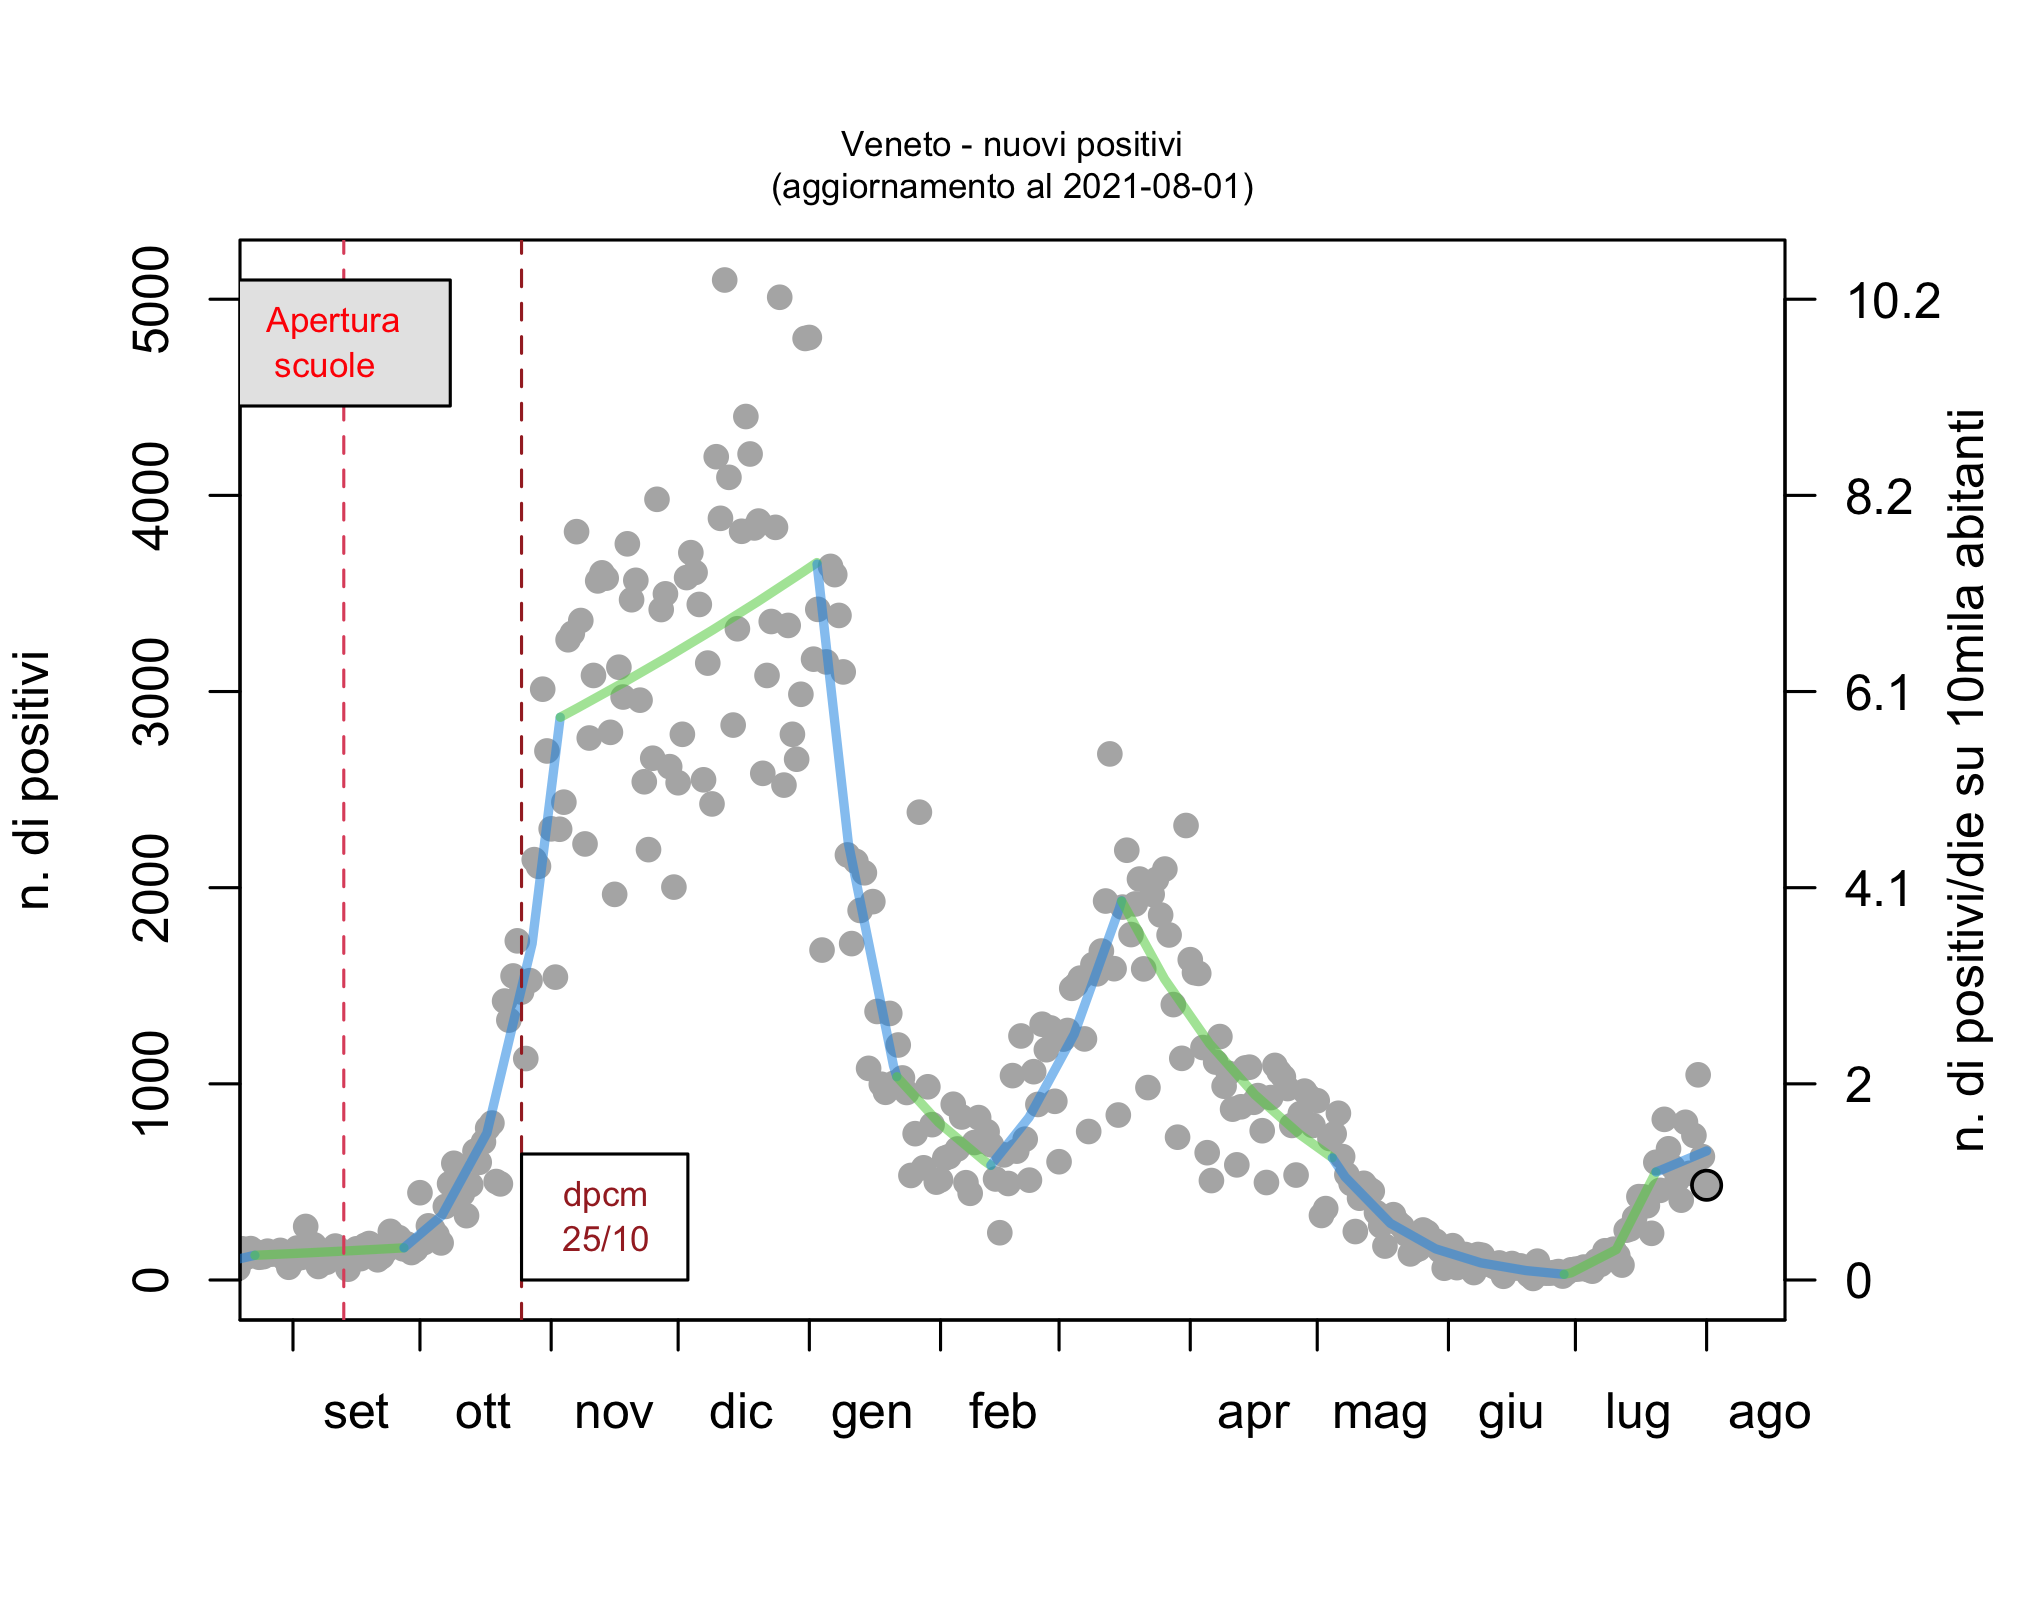 Veneto - nuovi positivi
(aggiornamento al 2021-08-01)
n. di positivi
5000
4000
3000
2000
1000
0
Apertura
scuole
dpcm
25/10
10.2
8.2
6.1
4.1
2
0
n. di positivi/die su 10mila abitanti
set ott nov dic gen feb apr mag giu lug ago